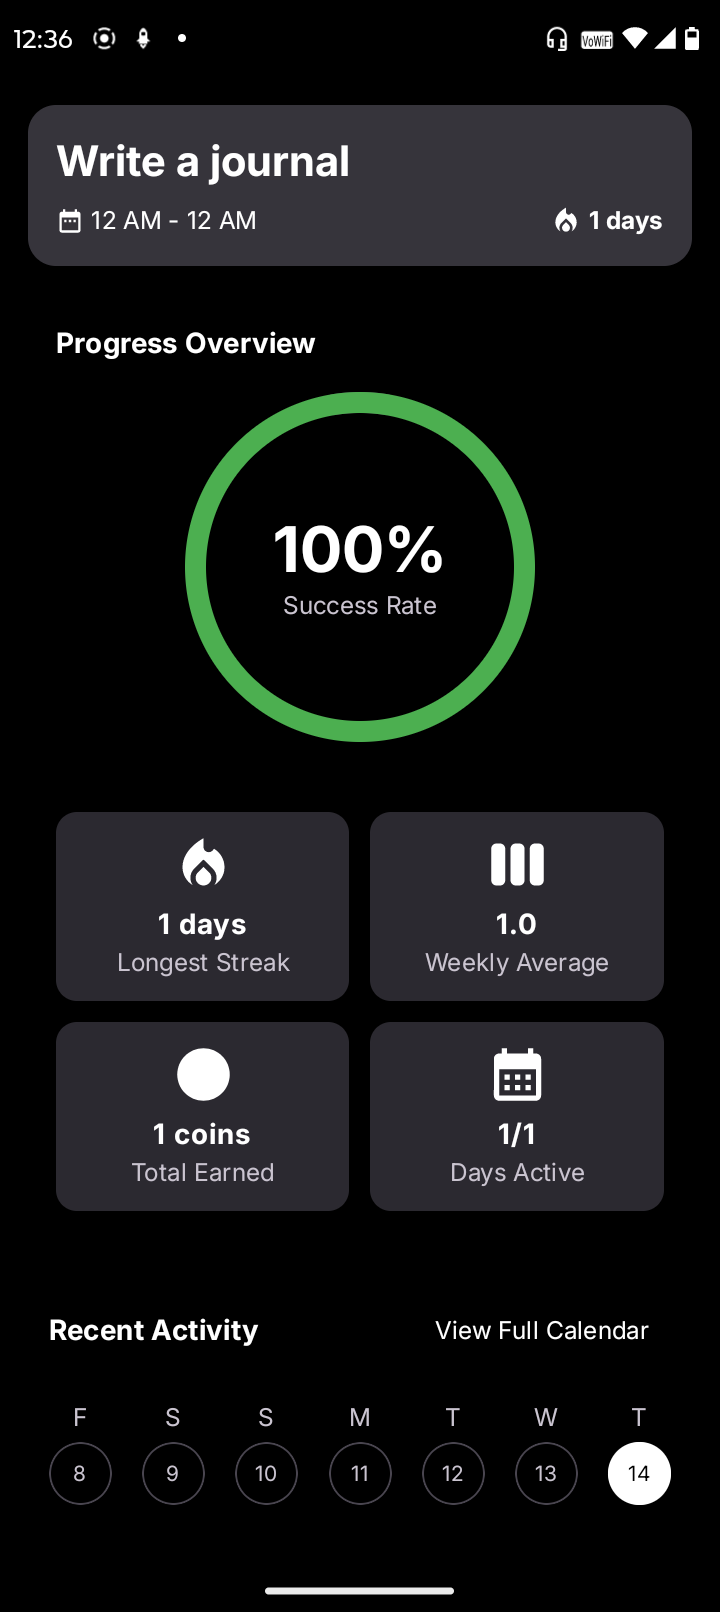 12:36
VoWiFi
Write a journal
12 AM - 12 AM
1 days
Progress Overview
100%
Success Rate
1 days
Longest Streak
1.0
Weekly Average
1 coins
Total Earned
1/1
Days Active
Recent Activity
View Full Calendar
F S S M T W T
8 9 10 11 12 13 14